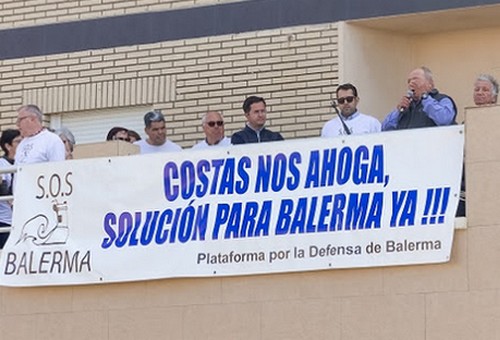 S.O.S
BALERMA
COSTAS NOS AHOGA,
SOLUCIÓN PARA BALERMA YA !!!
Plataforma por la Defensa de Balerma